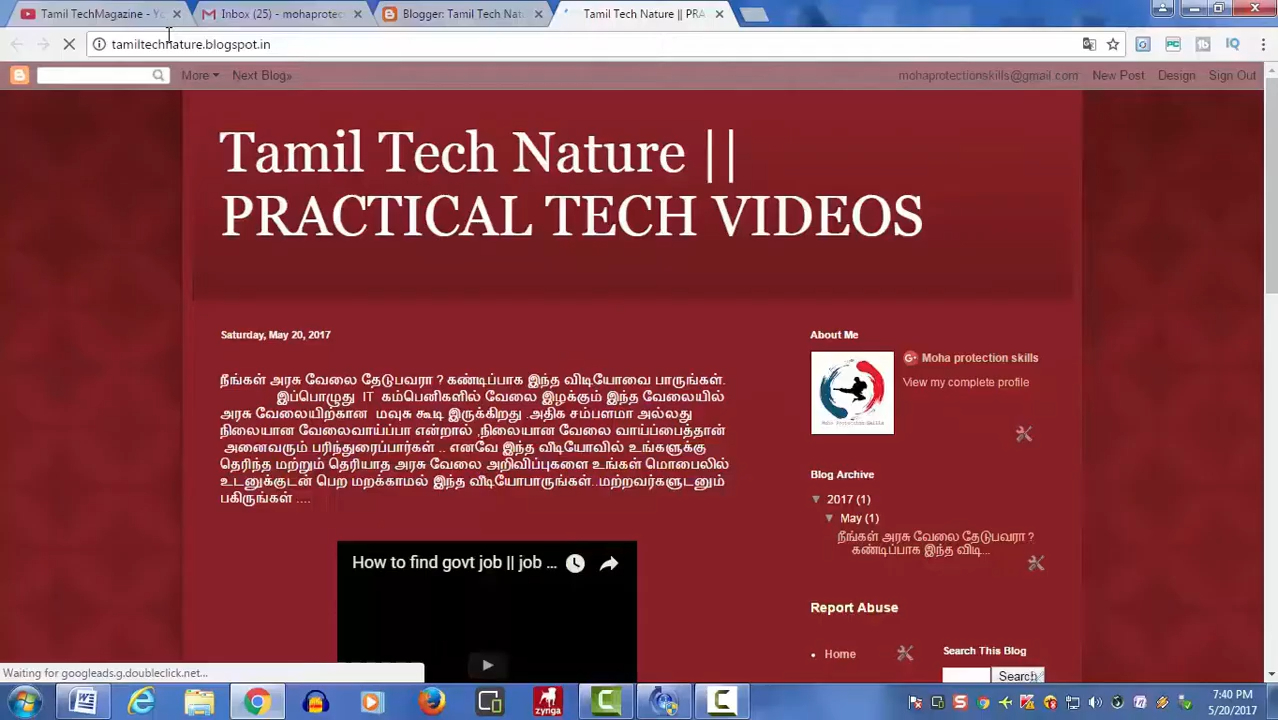 Tamil TechMagazine - Yo
Inbox (25) - mohaprotec
Blogger: Tamil Tech Nat
Tamil Tech Nature || PRA
tamiltechnature.blogspot.in
More
Next Blog»
mohaprotectionskills@gmail.com
New Post
Design
Sign Out
Tamil Tech Nature ||
PRACTICAL TECH VIDEOS
Saturday, May 20, 2017
நீங்கள் அரசு வேலை தேடுபவரா ? கண்டிப்பாக இந்த விடியோவை பாருங்கள்.
இப்பொழுது IT கம்பெனிகளில் வேலை இழக்கும் இந்த வேலையில்
அரசு வேலையிற்கான மவுசு கூடி இருக்கிறது .அதிக சம்பளமா அல்லது
நிலையான வேலைவாய்ப்பா என்றால் .நிலையான வேலை வாய்ப்பைத்தான்
அனைவரும் பரிந்துரைப்பார்கள் .. எனவே இந்த வீடியோவில் உங்களுக்கு
தெரிந்த மற்றும் தெரியாத அரசு வேலை அறிவிப்புகளை உங்கள் மொபைலில்
உடனுக்குடன் பெற மறக்காமல் இந்த வீடியோபாருங்கள்..மற்றவர்களுடனும்
பகிருங்கள் ....
How to find govt job || job ...
About Me
Moha protection skills
View my complete profile
Moha Protection Skills
Blog Archive
2017 (1)
May (1)
நீங்கள் அரசு வேலை தேடுபவரா ?
கண்டிப்பாக இந்த விடி...
Report Abuse
Home
Search This Blog
Search
Waiting for googleads.g.doubleclick.net...
zynga
7:40 PM
5/20/2017